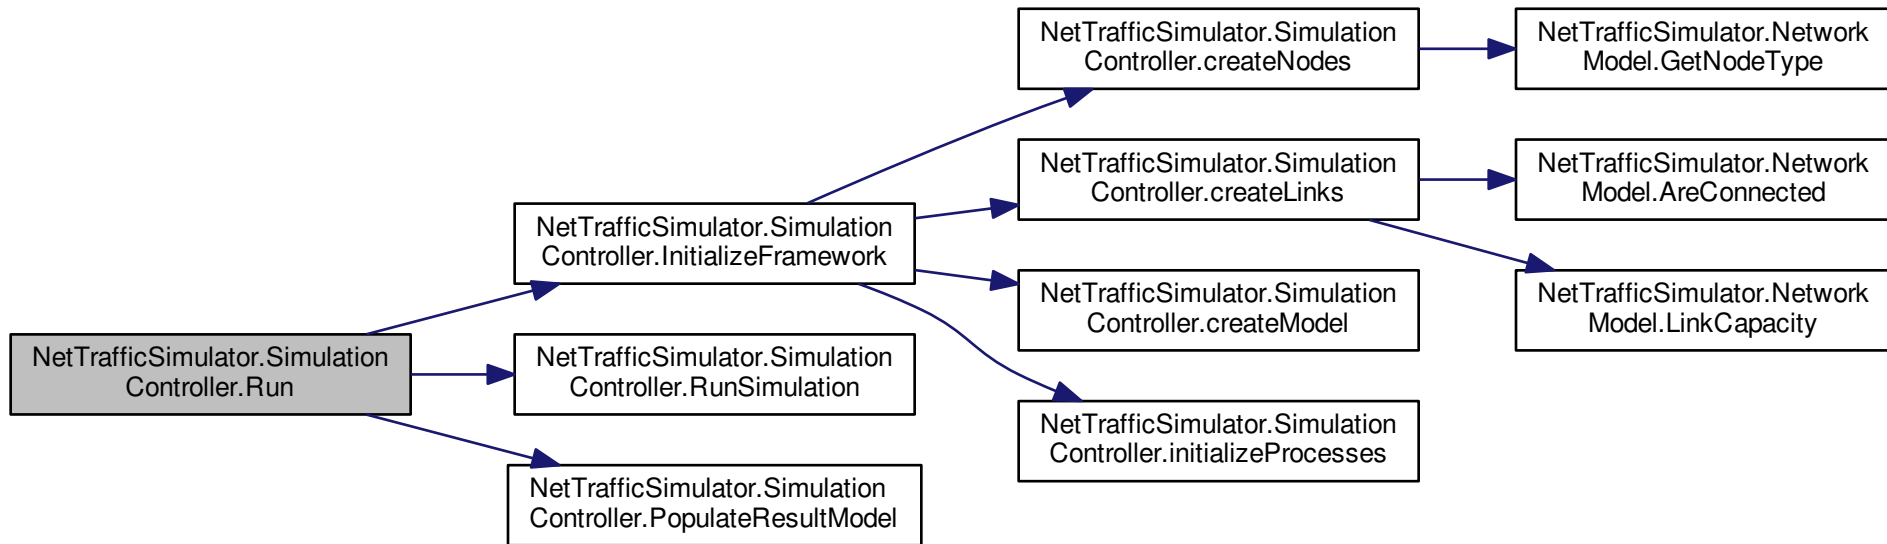 NetTrafficSimulator.Simulation
Controller.Run
NetTrafficSimulator.Simulation
Controller.InitializeFramework
NetTrafficSimulator.Simulation
Controller.RunSimulation
NetTrafficSimulator.Simulation
Controller.PopulateResultModel
NetTrafficSimulator.Simulation
Controller.createNodes
NetTrafficSimulator.Simulation
Controller.createLinks
NetTrafficSimulator.Simulation
Controller.createModel
NetTrafficSimulator.Simulation
Controller.initializeProcesses
NetTrafficSimulator.Network
Model.GetNodeType
NetTrafficSimulator.Network
Model.AreConnected
NetTrafficSimulator.Network
Model.LinkCapacity